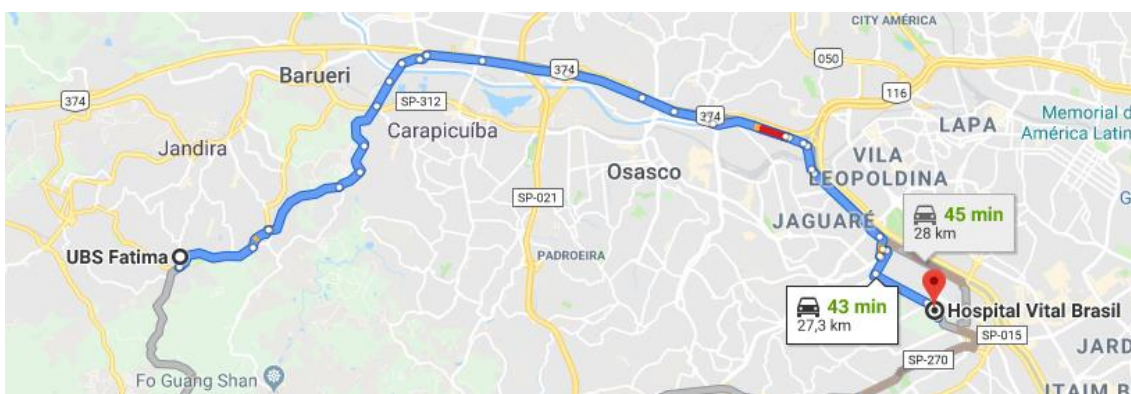 CITY AMÉRICA
050
374
Barueri
374
116
SP-312
Memorial d
América Latin
LAPA
374
Carapicuíba
Jandira
VILA
LEOPOLDINA
Osasco
SP-021
G
JAGUARÉ
45 min
28 km
UBS Fatima
PADROEIRA
43 min
27,3 km
Hospital Vital Brasil
SP-015
JARD
SP-270
Fo Guang Shan
ITAIM B